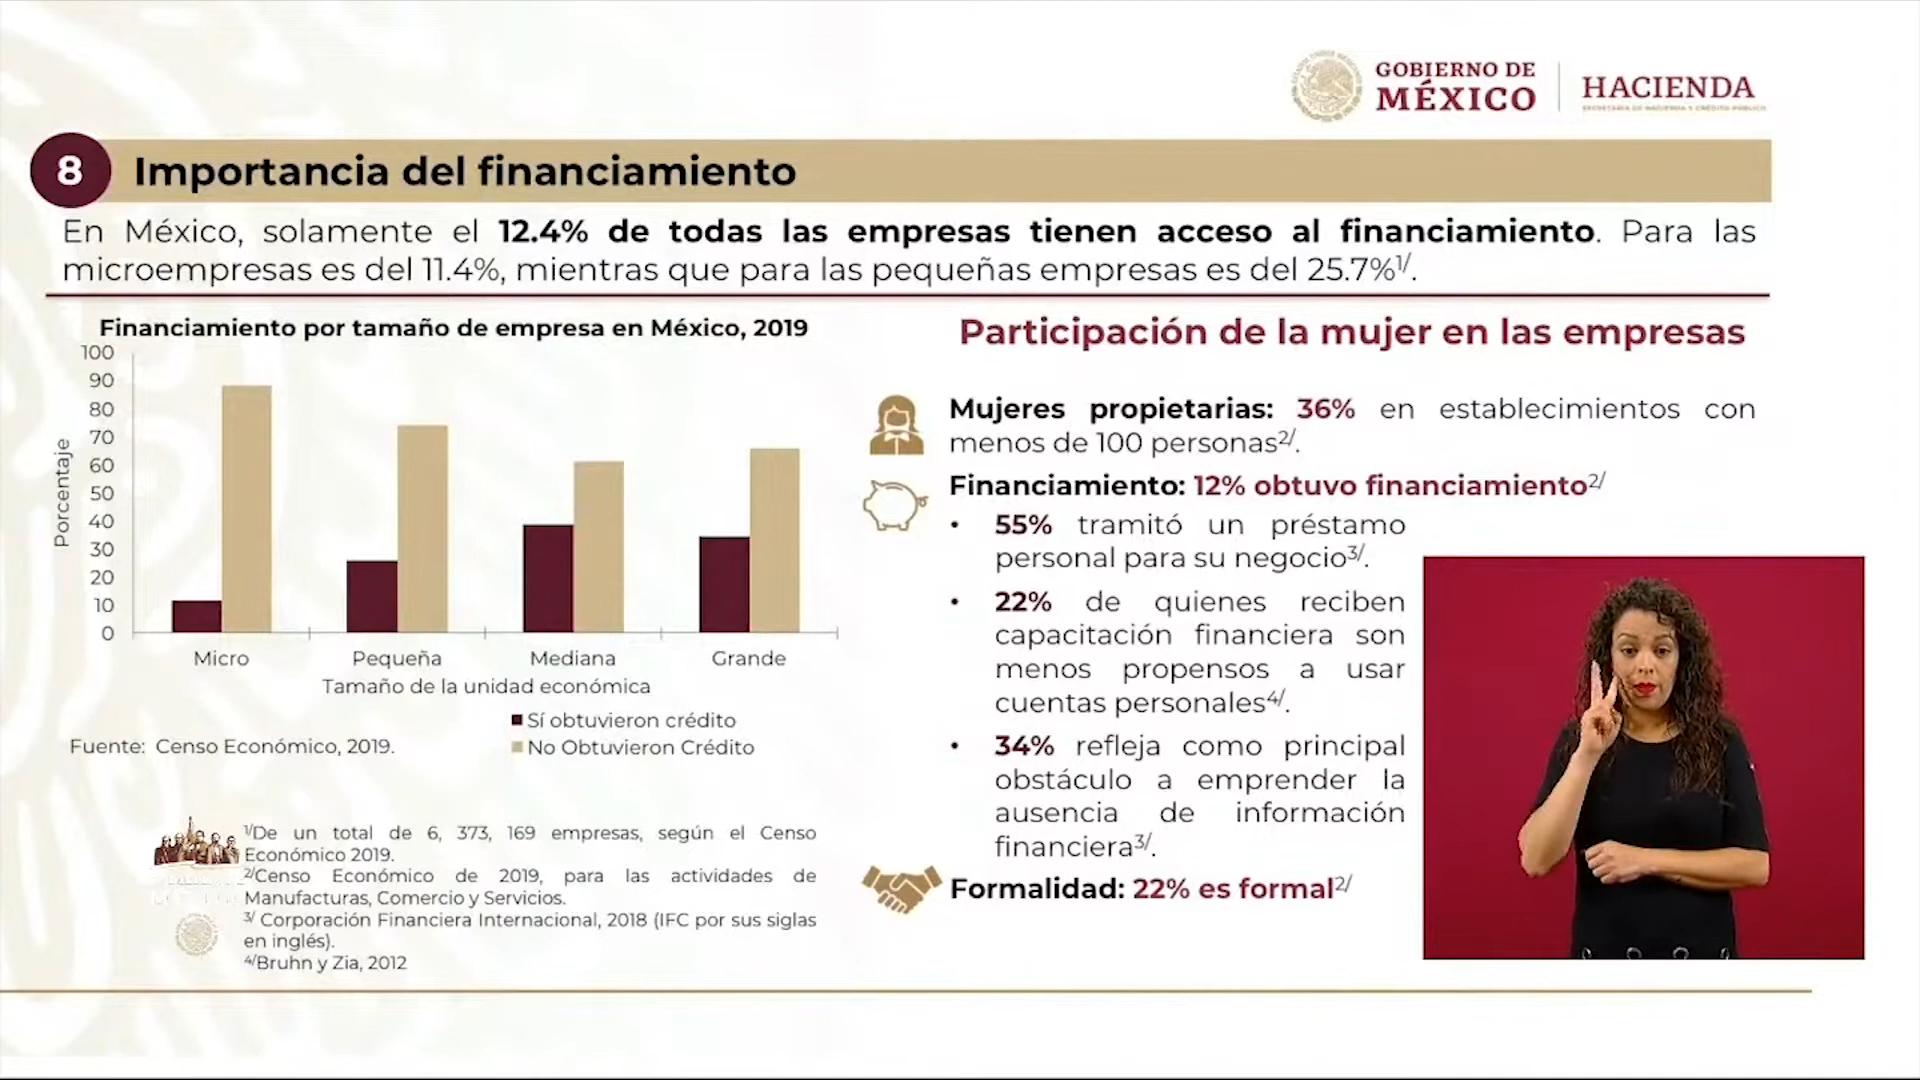 GOBIERNO DE
MÉXICO
HACIENDA
SECRETARÍA DE HACIENDA Y CRÉDITO PÚBLICO
8
Importancia del financiamiento
En México, solamente el 12.4% de todas las empresas tienen acceso al financiamiento. Para las
microempresas es del 11.4%, mientras que para las pequeñas empresas es del 25.7%1/.
Financiamiento por tamaño de empresa en México, 2019
Porcentaje
100
90
80
70
60
50
40
30
20
10
0
Micro
Pequeña
Mediana
Grande
Tamaño de la unidad económica
Sí obtuvieron crédito
No Obtuvieron Crédito
Fuente: Censo Económico, 2019.
1/De un total de 6, 373, 169 empresas, según el Censo
Económico 2019.
2/Censo Económico de 2019, para las actividades de
Manufacturas, Comercio y Servicios.
3/ Corporación Financiera Internacional, 2018 (IFC por sus siglas
en inglés).
4/Bruhn y Zia, 2012
Participación de la mujer en las empresas
Mujeres propietarias: 36% en establecimientos con
menos de 100 personas2/.
Financiamiento: 12% obtuvo financiamiento2/
• 55% tramitó un préstamo
personal para su negocio3/.
• 22% de quienes reciben
capacitación financiera son
menos propensos a usar
cuentas personales4/.
• 34% refleja como principal
obstáculo a emprender la
ausencia de información
financiera3/.
Formalidad: 22% es formal2/